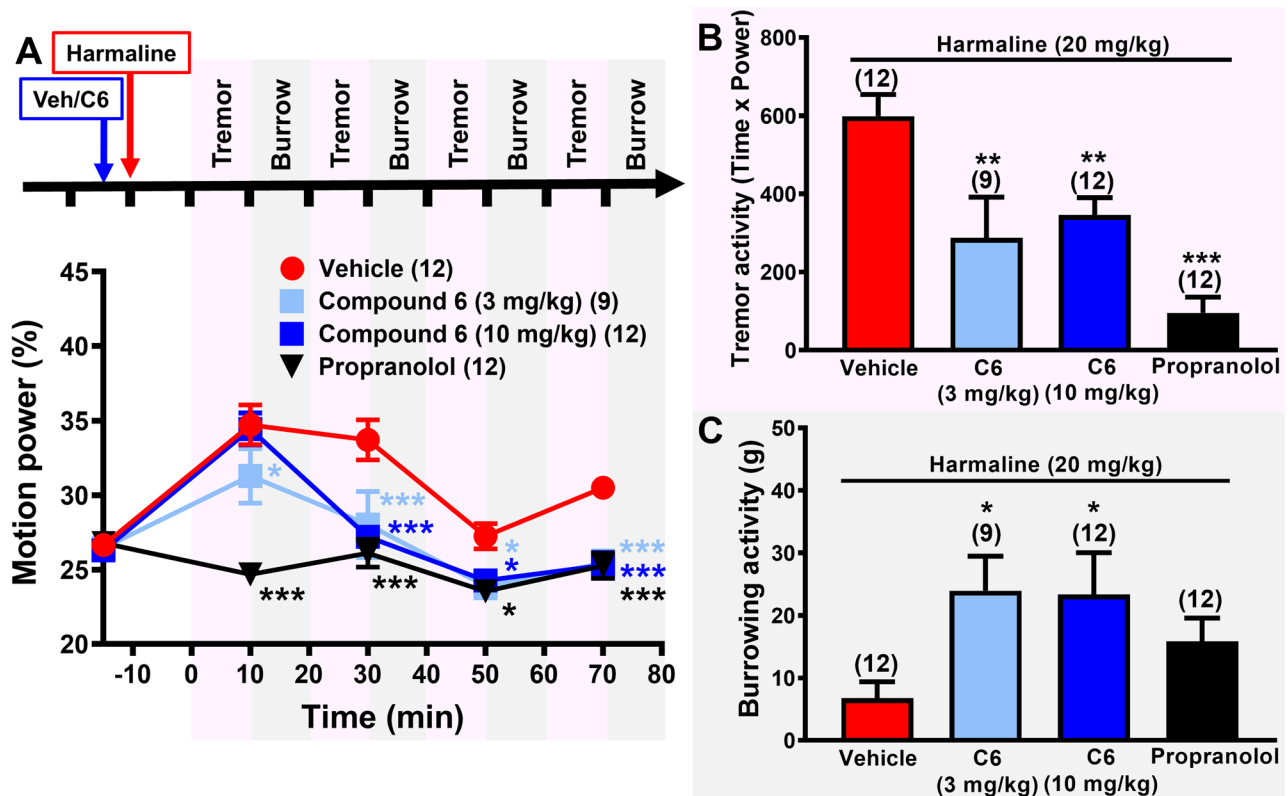 A
Harmaline
Veh/C6
Tremor
Burrow
Tremor
Burrow
Tremor
Burrow
Tremor
Burrow
Vehicle (12)
Compound 6 (3 mg/kg) (9)
Compound 6 (10 mg/kg) (12)
Propranolol (12)
Motion power (%)
45
40
35
30
25
20
*
***
***
***
***
*
*
*
***
***
***
-10 0 10 20 30 40 50 60 70 80
Time (min)
B
Tremor activity (Time x Power)
800
600
400
200
0
Harmaline (20 mg/kg)
(12)
**
(9)
**
(12)
***
(12)
Vehicle C6 C6 Propranolol
(3 mg/kg) (10 mg/kg)
C
Burrowing activity (g)
50
40
30
20
10
0
Harmaline (20 mg/kg)
(12)
*
(9)
*
(12)
(12)
Vehicle C6 C6 Propranolol
(3 mg/kg) (10 mg/kg)